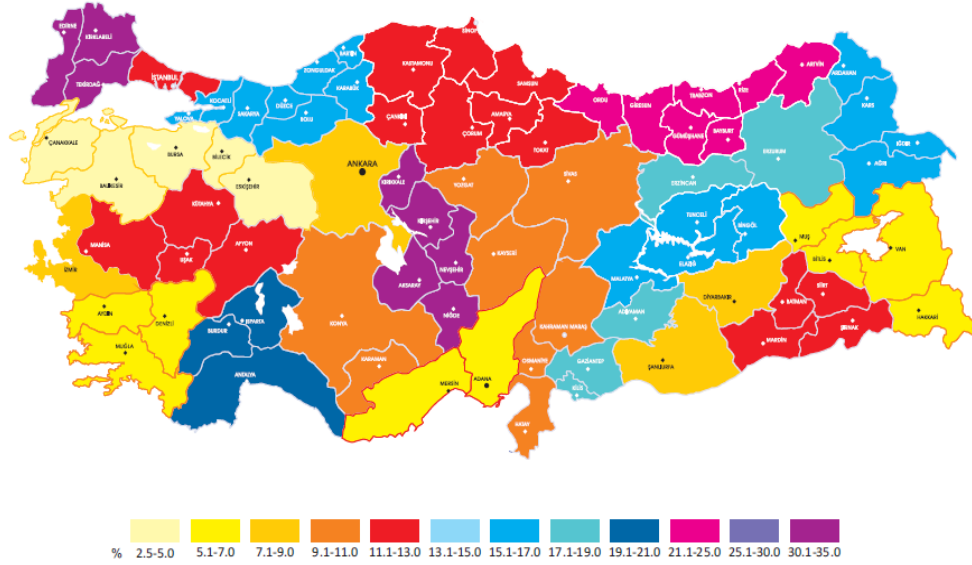 EDİRNE
KIRKLARELİ
TEKİRDAĞ
İSTANBUL
KOCAELİ
YALOVA
SAKARYA
DÜZCE
BOLU
ZONGULDAK
BARTIN
KARABÜK
KASTAMONU
SİNOP
ÇANKIRI
ÇORUM
SAMSUN
AMASYA
TOKAT
ORDU
GİRESUN
TRABZON
RİZE
ARTVİN
GÜMÜŞHANE
BAYBURT
ARDAHAN
KARS
IĞDIR
AĞRI
ERZURUM
ERZİNCAN
ÇANAKKALE
BALIKESİR
BURSA
BİLECİK
ESKİŞEHİR
ANKARA
KIRIKKALE
KIRŞEHİR
NEVŞEHİR
AKSARAY
NİĞDE
YOZGAT
SİVAS
KAYSERİ
TUNCELİ
BİNGÖL
ELAZIĞ
MALATYA
MUŞ
BİTLİS
VAN
HAKKARİ
MANİSA
KÜTAHYA
UŞAK
AFYON
İZMİR
AYDIN
DENİZLİ
MUĞLA
BURDUR
ISPARTA
ANTALYA
KONYA
KARAMAN
MERSİN
ADANA
KAHRAMAN MARAŞ
OSMANİYE
HATAY
ADIYAMAN
GAZİANTEP
KİLİS
ŞANLIURFA
DİYARBAKIR
BATMAN
SİİRT
MARDİN
ŞIRNAK
% 2.5-5.0 5.1-7.0 7.1-9.0 9.1-11.0 11.1-13.0 13.1-15.0 15.1-17.0 17.1-19.0 19.1-21.0 21.1-25.0 25.1-30.0 30.1-35.0